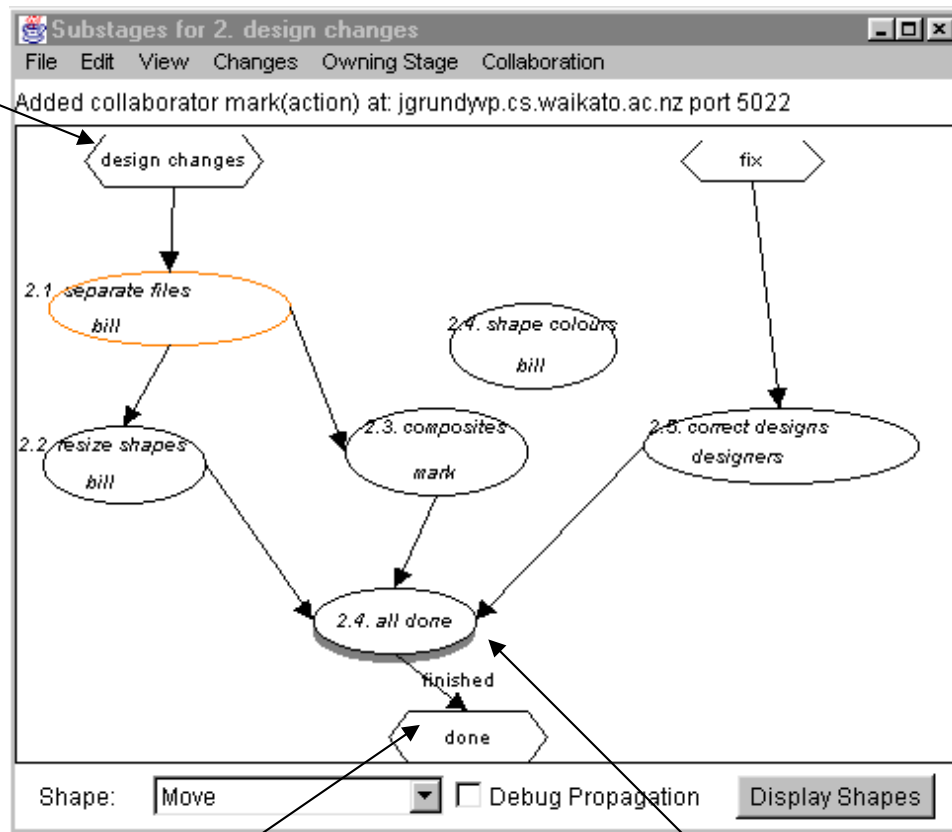 Substages for 2. design changes
File Edit View Changes Owning Stage Collaboration
Added collaborator mark(action) at: jgrundyvp.cs.waikato.ac.nz port 5022
design changes
fix
2.1. separate files
bill
2.4. shape colours
bill
2.2. resize shapes
bill
2.3. composites
mark
2.5. correct designs
designers
2.4. all done
finished
done
Shape: Move Debug Propagation Display Shapes